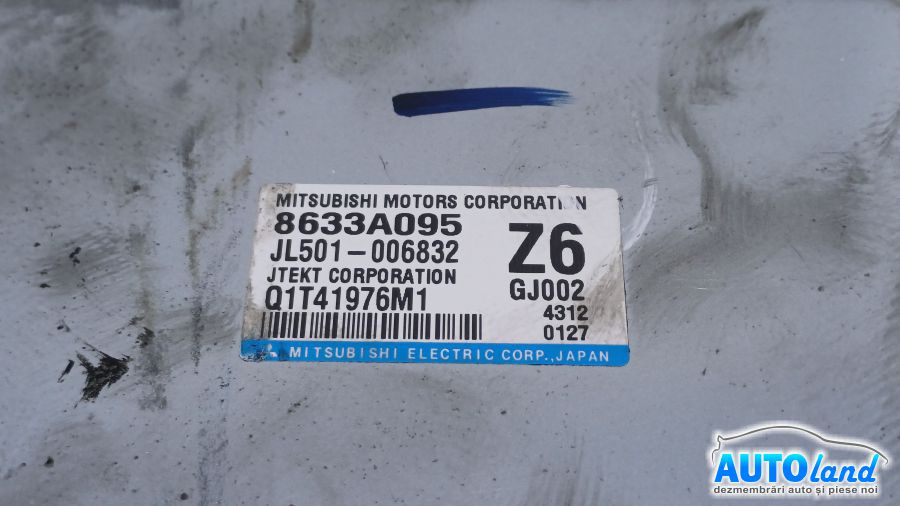 MITSUBISHI MOTORS CORPORATION
8633A095
JL501-006832
Z6
JTEKT CORPORATION
GJ002
Q1T41976M1
4312
0127
MITSUBISHI ELECTRIC CORP., JAPAN
AUTOland
dezmembrări auto și piese noi